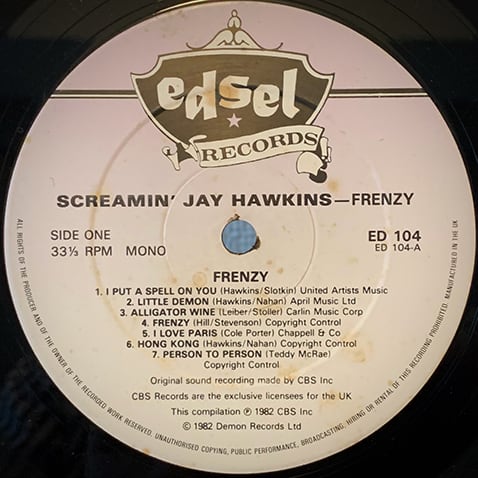 edsel
RECORDS
SCREAMIN' JAY HAWKINS—FRENZY
SIDE ONE
33⅓ RPM MONO
ED 104
ED 104-A
FRENZY
1. I PUT A SPELL ON YOU (Hawkins/Slotkin) United Artists Music
2. LITTLE DEMON (Hawkins/Nahan) April Music Ltd
3. ALLIGATOR WINE (Leiber/Stoller) Carlin Music Corp
4. FRENZY (Hill/Stevenson) Copyright Control
5. I LOVE PARIS (Cole Porter) Chappell & Co
6. HONG KONG (Hawkins/Nahan) Copyright Control
7. PERSON TO PERSON (Teddy McRae)
Copyright Control
Original sound recording made by CBS Inc
CBS Records are the exclusive licensees for the UK
This compilation ℗ 1982 CBS Inc
© 1982 Demon Records Ltd
ALL RIGHTS OF THE PRODUCER AND OF THE OWNER OF THE RECORDED WORK RESERVED. UNAUTHORISED COPYING, PUBLIC PERFORMANCE, BROADCASTING, HIRING OR RENTAL OF THIS RECORDING PROHIBITED. MANUFACTURED IN THE UK